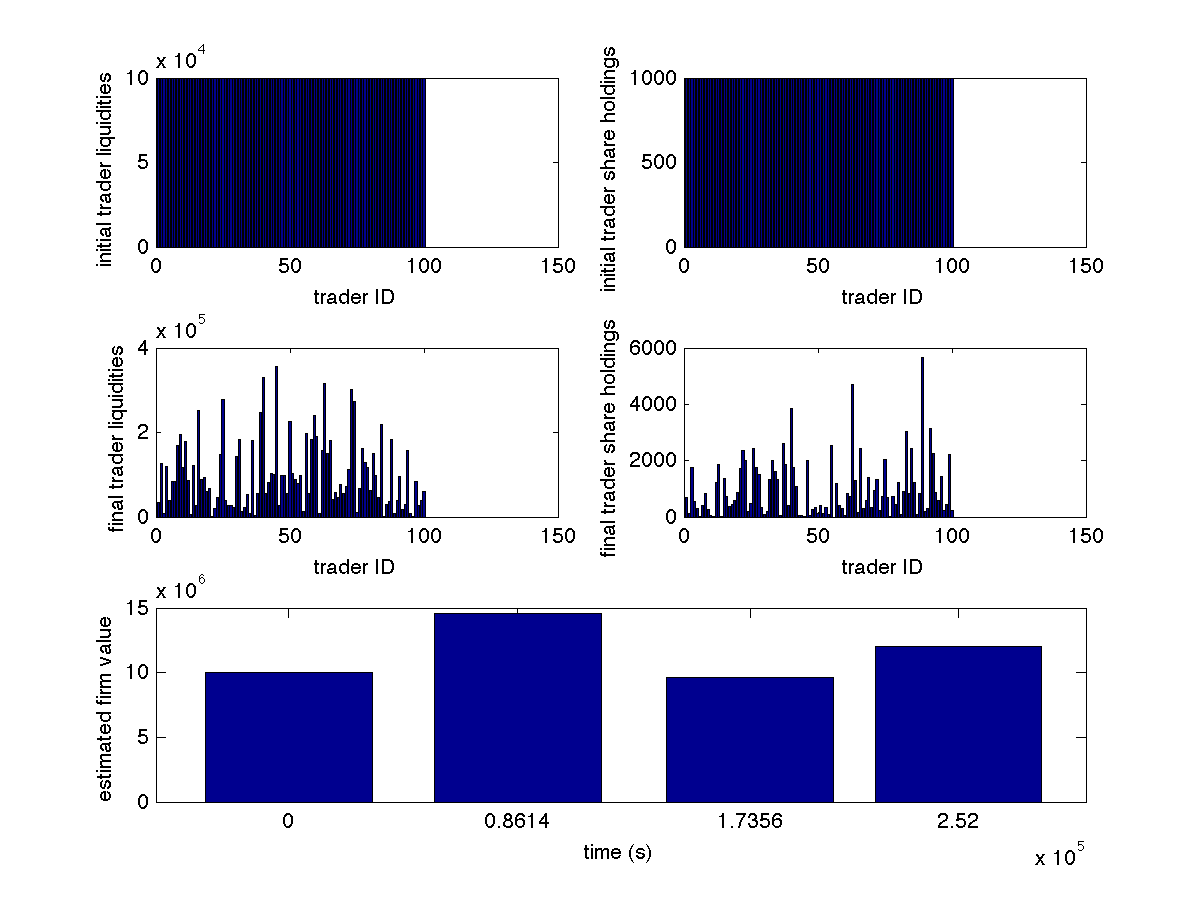 x 10^4
10
5
0
initial trader liquidities
0 50 100 150
trader ID
1000
500
0
initial trader share holdings
0 50 100 150
trader ID
x 10^5
4
2
0
final trader liquidities
0 50 100 150
trader ID
6000
4000
2000
0
final trader share holdings
0 50 100 150
trader ID
x 10^6
15
10
5
0
estimated firm value
0 0.8614 1.7356 2.52
time (s)
x 10^5